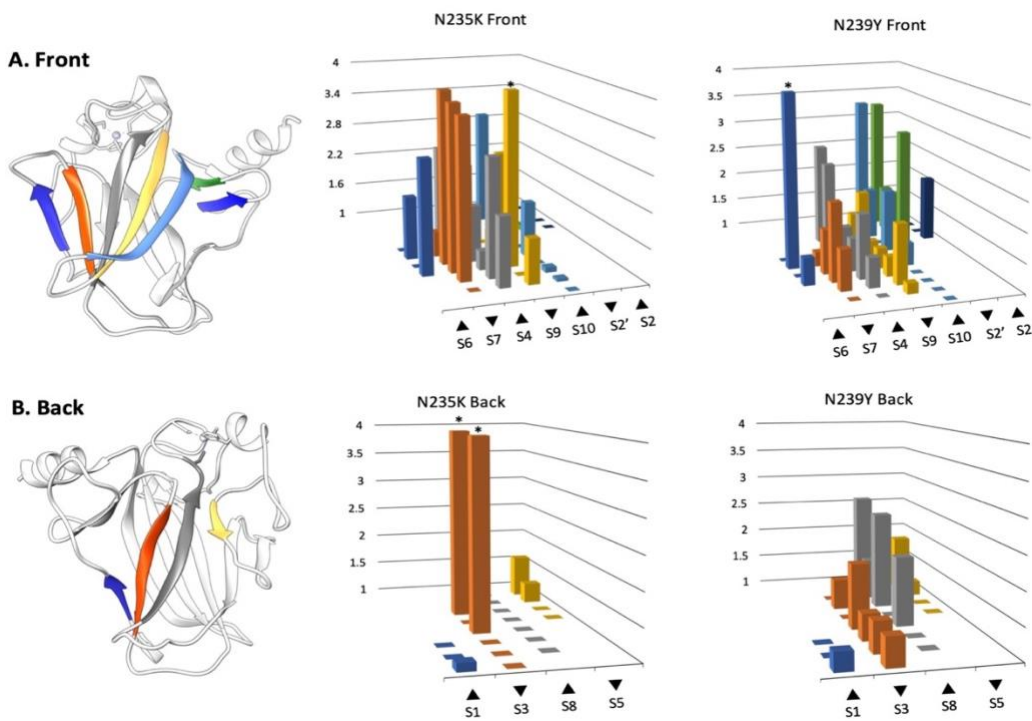 A. Front
N235K Front
4
3.4
2.8
2.2
1.6
1
*
▲ ▼ ▲ ▼ ▲ ▼ ▲
S6 S7 S4 S9 S10 S2' S2
N239Y Front
4
3.5
3
2.5
2
1.5
1
*
▲ ▼ ▲ ▼ ▲ ▼ ▲
S6 S7 S4 S9 S10 S2' S2
B. Back
N235K Back
4
3.5
3
2.5
2
1.5
1
* *
▲ ▼ ▲ ▼
S1 S3 S8 S5
N239Y Back
4
3.5
3
2.5
2
1.5
1
▲ ▼ ▲ ▼
S1 S3 S8 S5